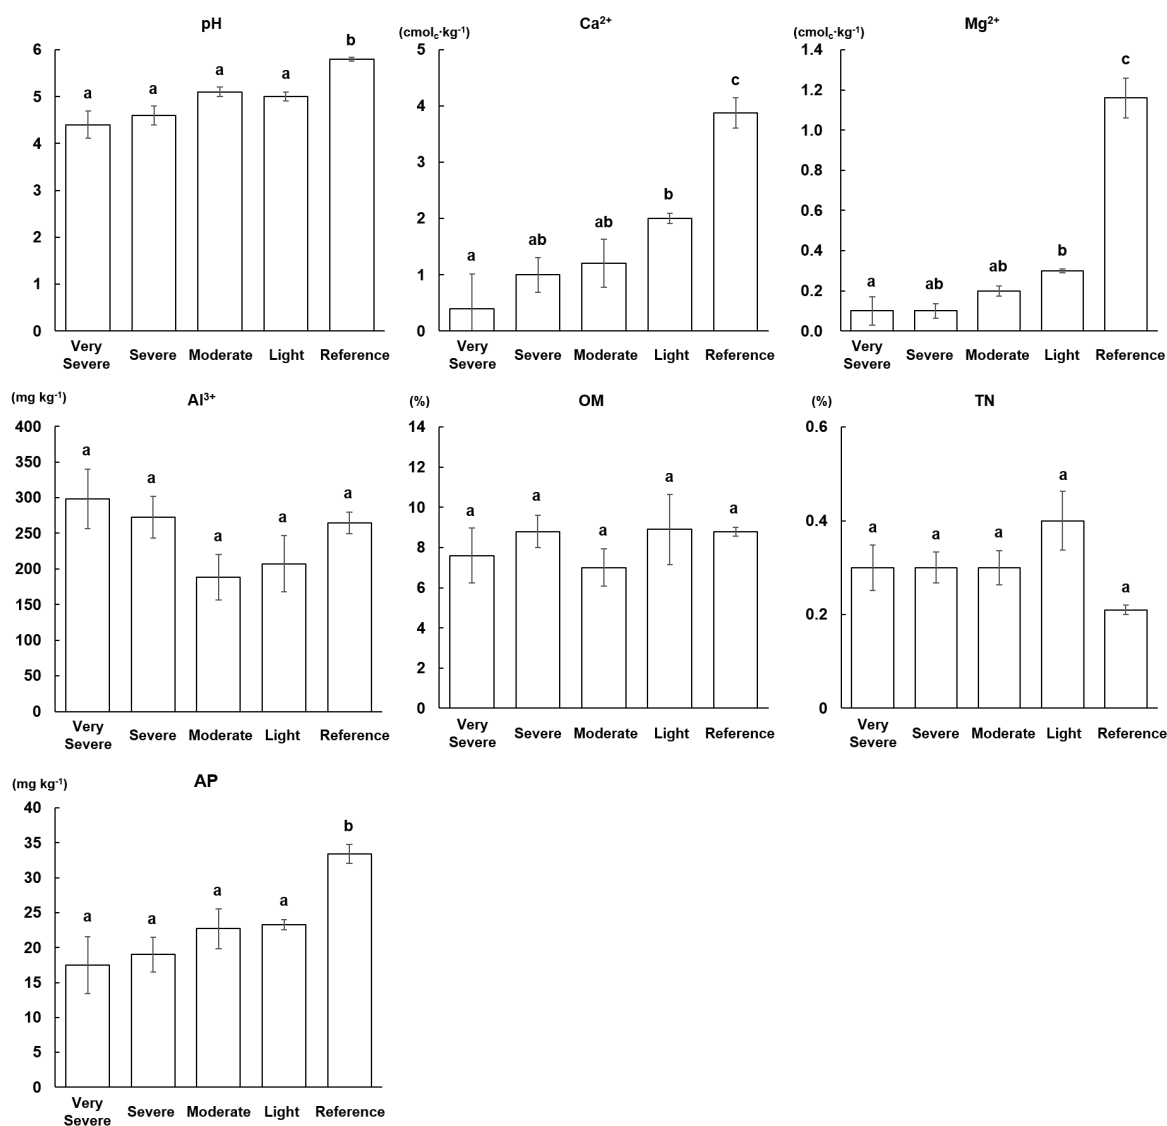 pH
6
5
4
3
2
1
0
a
a
a
a
b
Very Severe
Severe
Moderate
Light
Reference
Ca²⁺
(cmol꜀·kg⁻¹)
5
4
3
2
1
0
a
ab
ab
b
c
Very Severe
Severe
Moderate
Light
Reference
Mg²⁺
(cmol꜀·kg⁻¹)
1.4
1.2
1.0
0.8
0.6
0.4
0.2
0.0
a
ab
ab
b
c
Very Severe
Severe
Moderate
Light
Reference
(mg kg⁻¹)
Al³⁺
400
350
300
250
200
150
100
50
0
a
a
a
a
a
Very Severe
Severe
Moderate
Light
Reference
(%)
OM
14
12
10
8
6
4
2
0
a
a
a
a
a
Very Severe
Severe
Moderate
Light
Reference
(%)
TN
0.6
0.4
0.2
0
a
a
a
a
a
Very Severe
Severe
Moderate
Light
Reference
(mg kg⁻¹)
AP
40
35
30
25
20
15
10
5
0
a
a
a
a
b
Very Severe
Severe
Moderate
Light
Reference